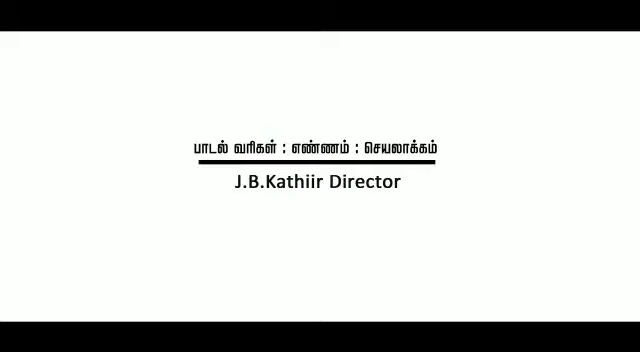 பாடல் வரிகள் : எண்ணம் : செயலாக்கம்
J.B.Kathiir Director